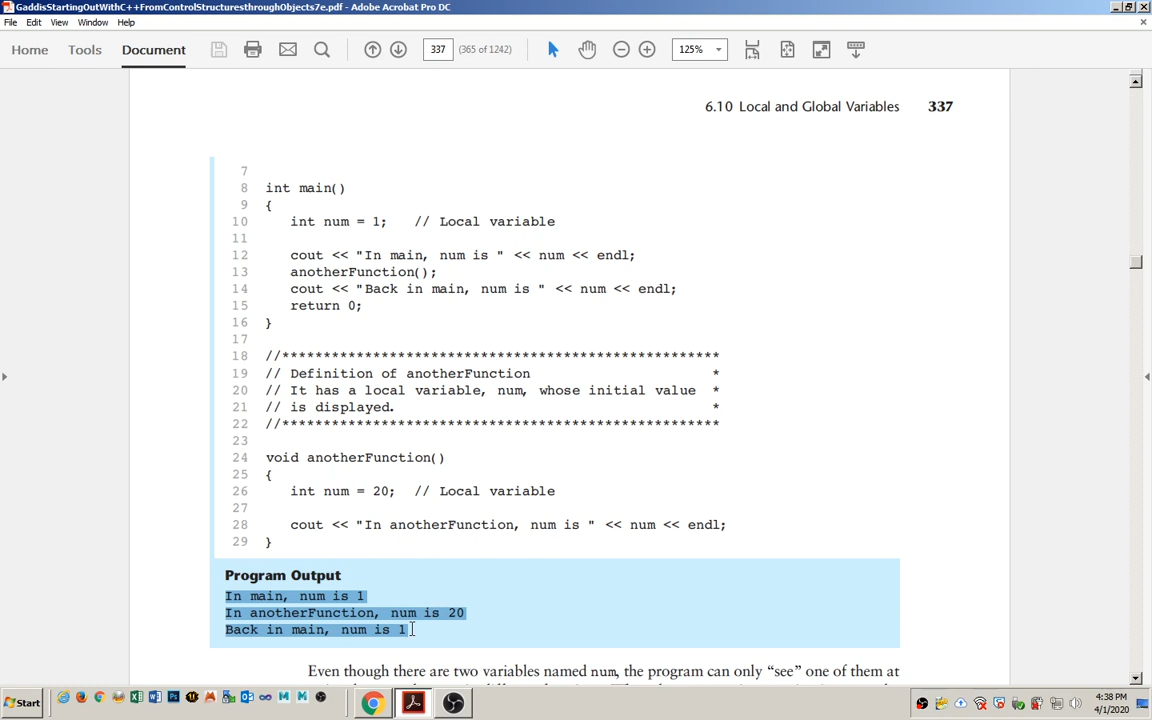 GaddisStartingOutWithC++FromControlStructuresthroughObjects7e.pdf - Adobe Acrobat Pro DC
File Edit View Window Help
Home Tools Document 337 (365 of 1242) 125%
6.10 Local and Global Variables 337
7
8 int main()
9 {
10 int num = 1; // Local variable
11
12 cout << "In main, num is " << num << endl;
13 anotherFunction();
14 cout << "Back in main, num is " << num << endl;
15 return 0;
16 }
17
18 //*****************************************************
19 // Definition of anotherFunction *
20 // It has a local variable, num, whose initial value *
21 // is displayed. *
22 //*****************************************************
23
24 void anotherFunction()
25 {
26 int num = 20; // Local variable
27
28 cout << "In anotherFunction, num is " << num << endl;
29 }
Program Output
In main, num is 1
In anotherFunction, num is 20
Back in main, num is 1
Even though there are two variables named num, the program can only “see” one of them at
Start
4:38 PM
4/1/2020